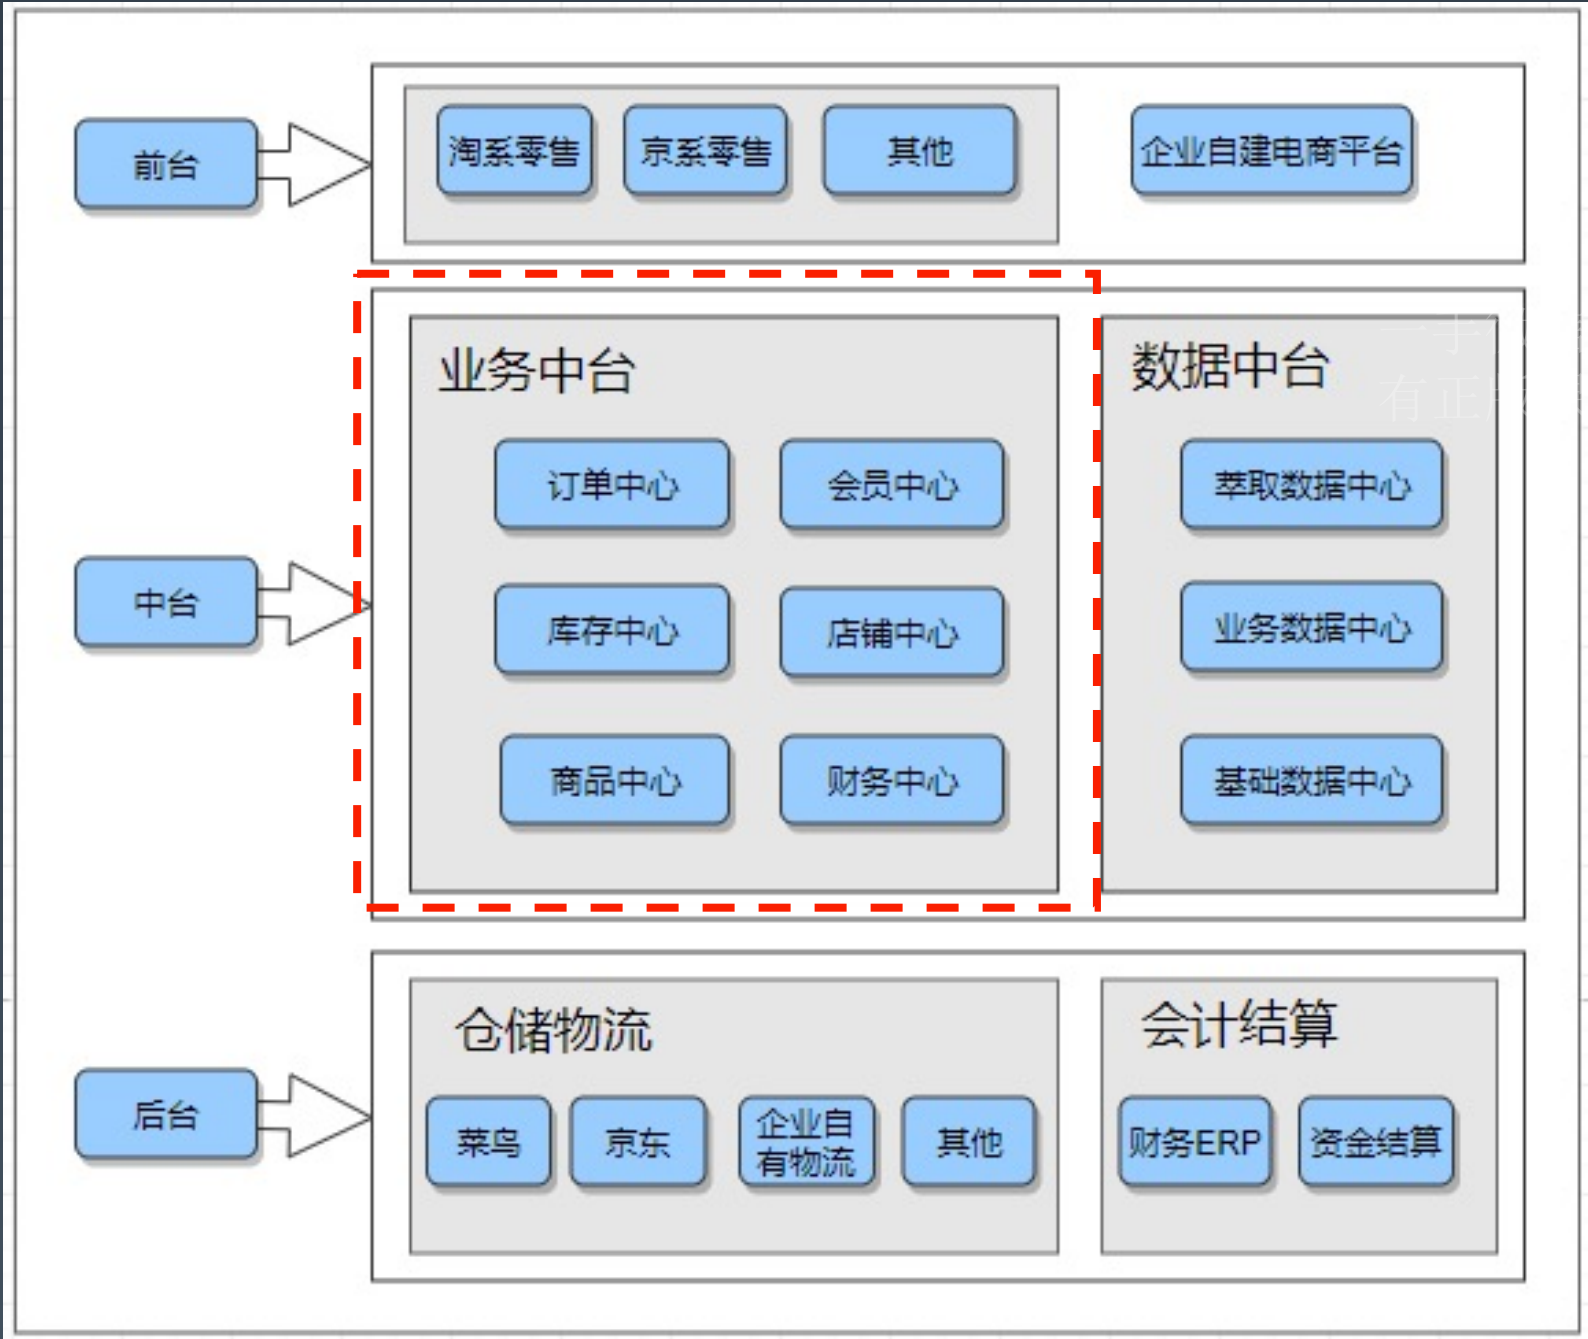 前台
淘系零售
京系零售
其他
企业自建电商平台
中台
业务中台
订单中心
会员中心
库存中心
店铺中心
商品中心
财务中心
数据中台
萃取数据中心
业务数据中心
基础数据中心
后台
仓储物流
菜鸟
京东
企业自
有物流
其他
会计结算
财务ERP
资金结算
一手
有正版